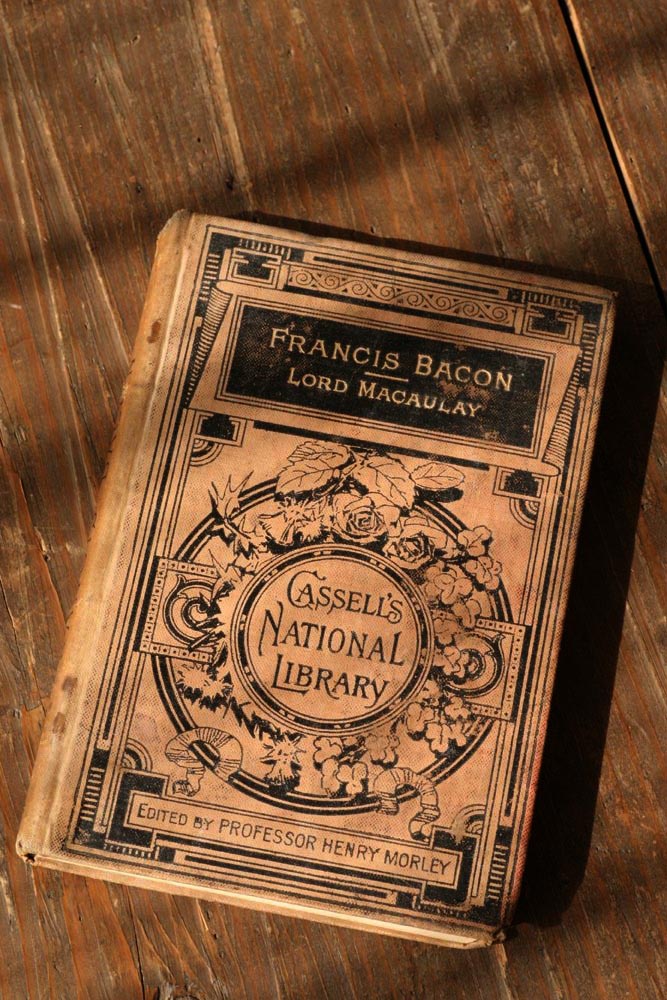 FRANCIS BACON
LORD MACAULAY
CASSELL'S
NATIONAL
LIBRARY
EDITED BY PROFESSOR HENRY MORLEY